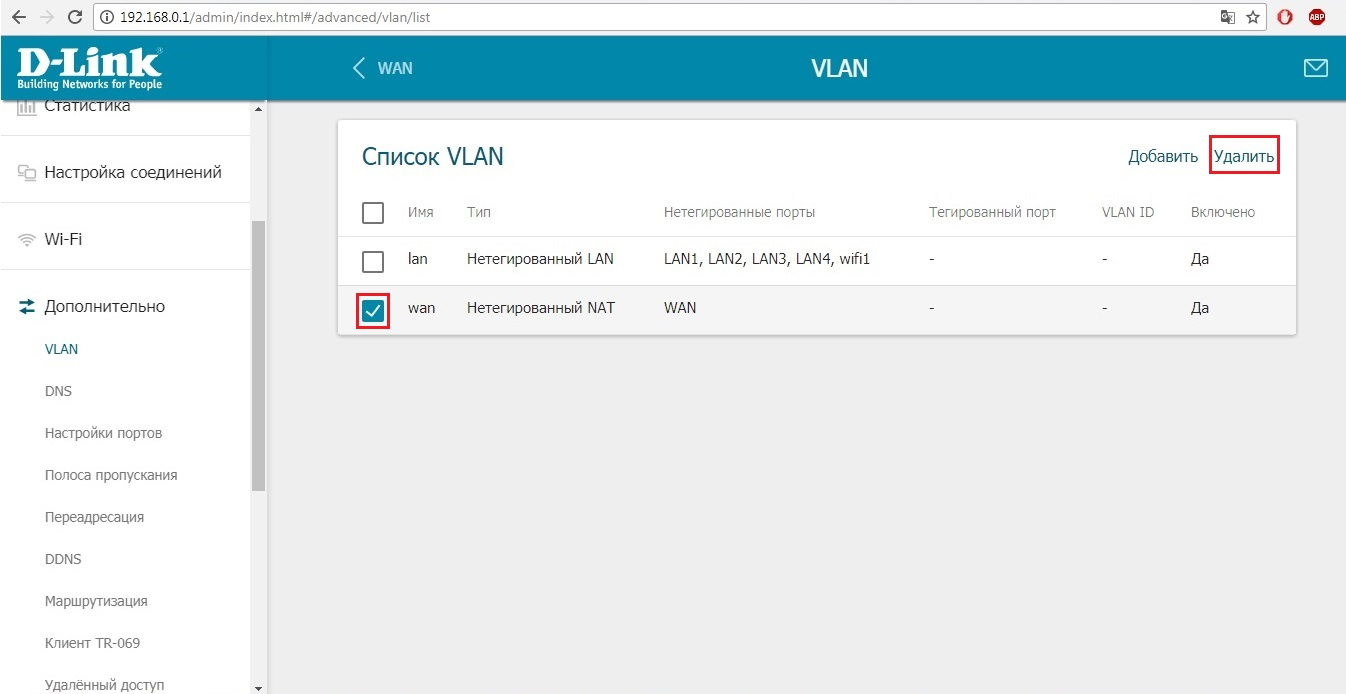 192.168.0.1/admin/index.html#/advanced/vlan/list
ABP
D-Link
Building Networks for People
WAN
VLAN
Статистика
Настройка соединений
Wi-Fi
Дополнительно
VLAN
DNS
Настройки портов
Полоса пропускания
Переадресация
DDNS
Маршрутизация
Клиент TR-069
Удалённый доступ
Список VLAN
Добавить Удалить
Имя Тип Нетегированные порты Тегированный порт VLAN ID Включено
lan Нетегированный LAN LAN1, LAN2, LAN3, LAN4, wifi1 - - Да
wan Нетегированный NAT WAN - - Да